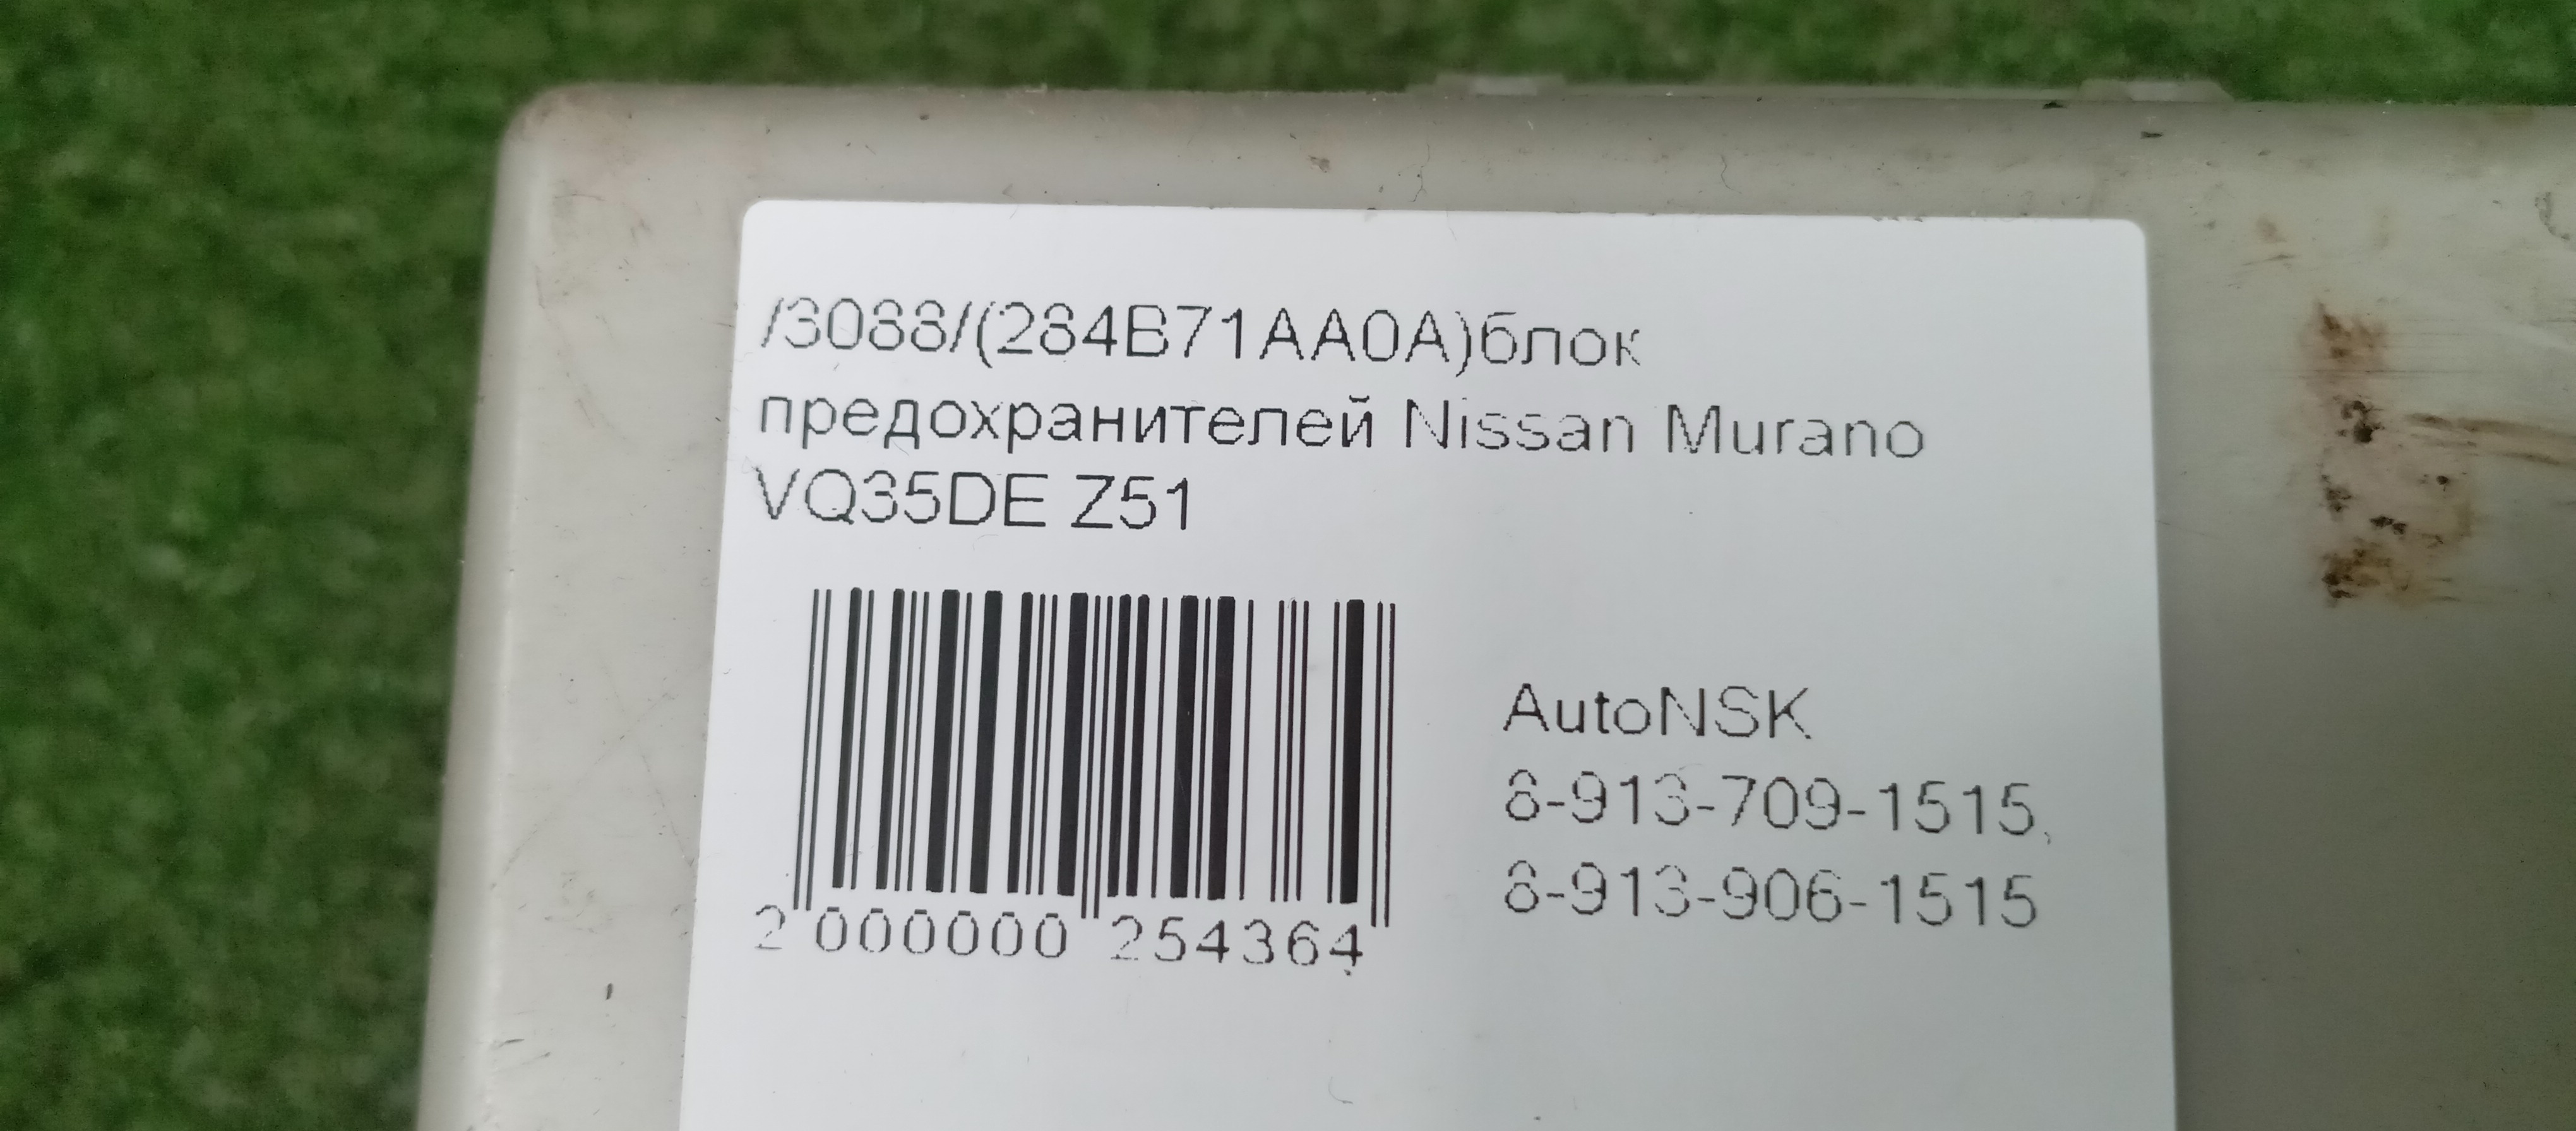 /3088/(284B71AA0A)блок
предохранителей Nissan Murano
VQ35DE Z51
AutoNSK
8-913-709-1515,
8-913-906-1515
2 000000 254364